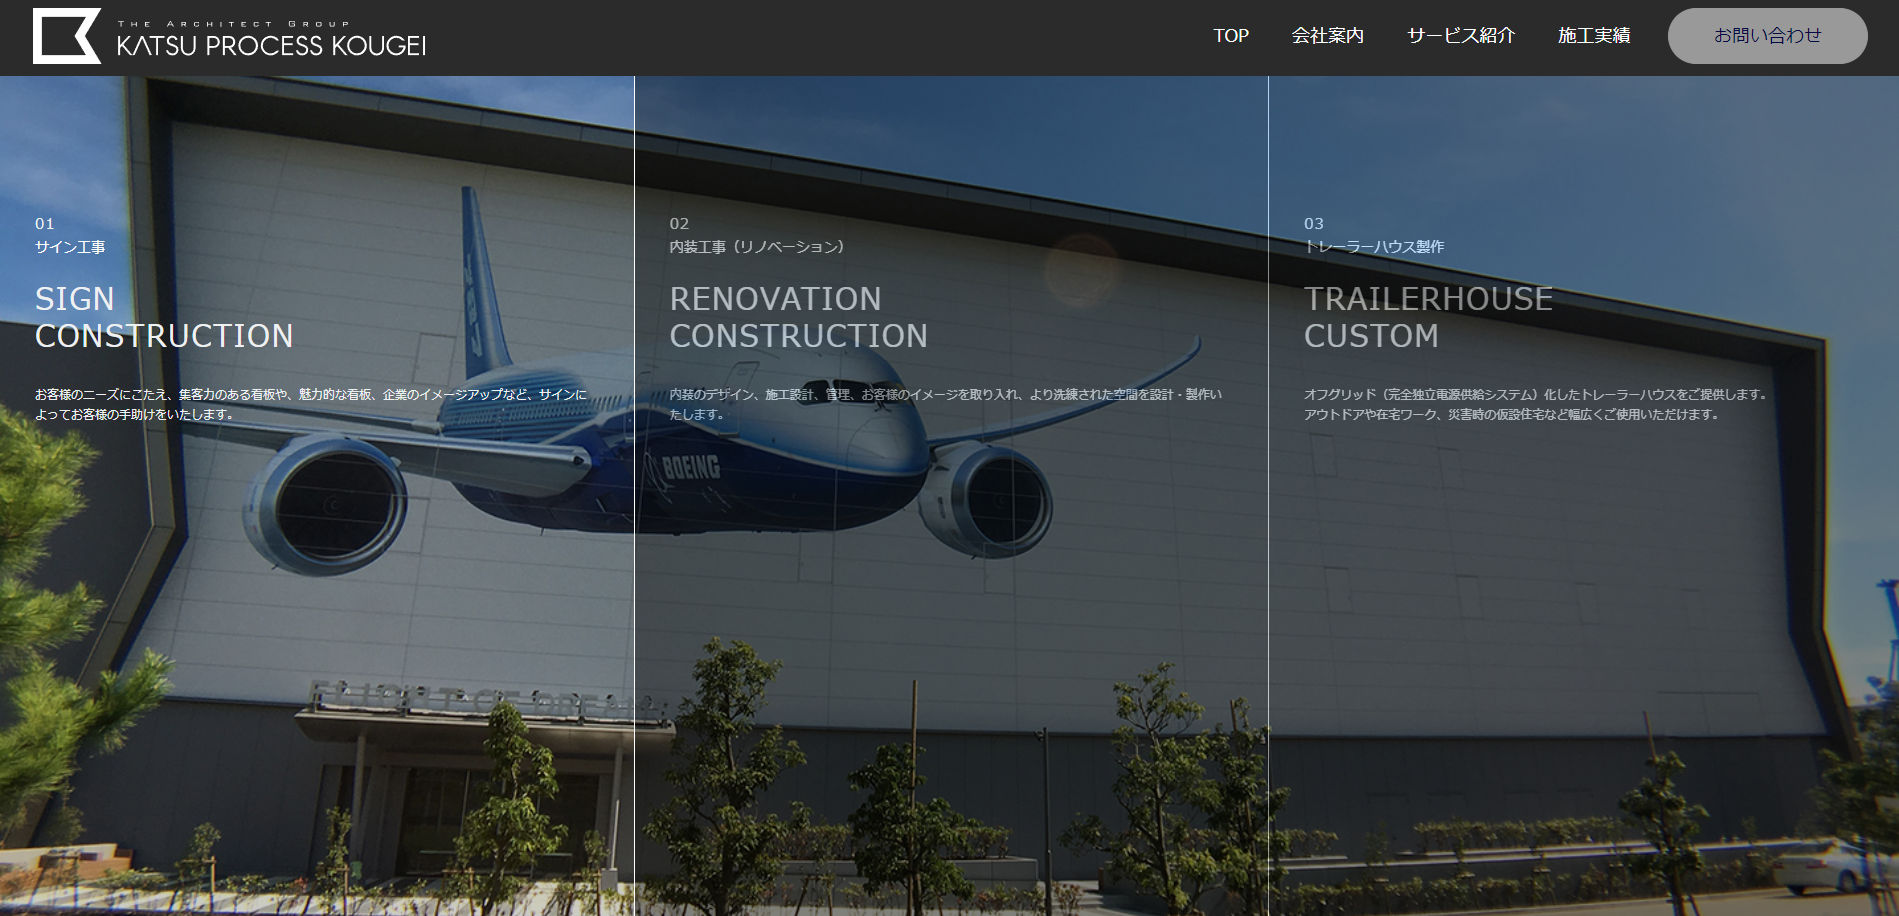 THE ARCHITECT GROUP
KATSU PROCESS KOUGEI
TOP
会社案内
サービス紹介
施工実績
お問い合わせ
01
サイン工事
SIGN
CONSTRUCTION
お客様のニーズにこたえ、集客力のある看板や、魅力的な看板、企業のイメージアップなど、サインに
よってお客様の手助けをいたします。
02
内装工事（リノベーション）
RENOVATION
CONSTRUCTION
内装のデザイン、施工設計、管理、お客様のイメージを取り入れ、より洗練された空間を設計・製作い
たします。
03
トレーラーハウス製作
TRAILERHOUSE
CUSTOM
オフグリッド（完全独立電源供給システム）化したトレーラーハウスをご提供します。
アウトドアや在宅ワーク、災害時の仮設住宅など幅広くご使用いただけます。
BOEING
FLIGHT OF DREAMS